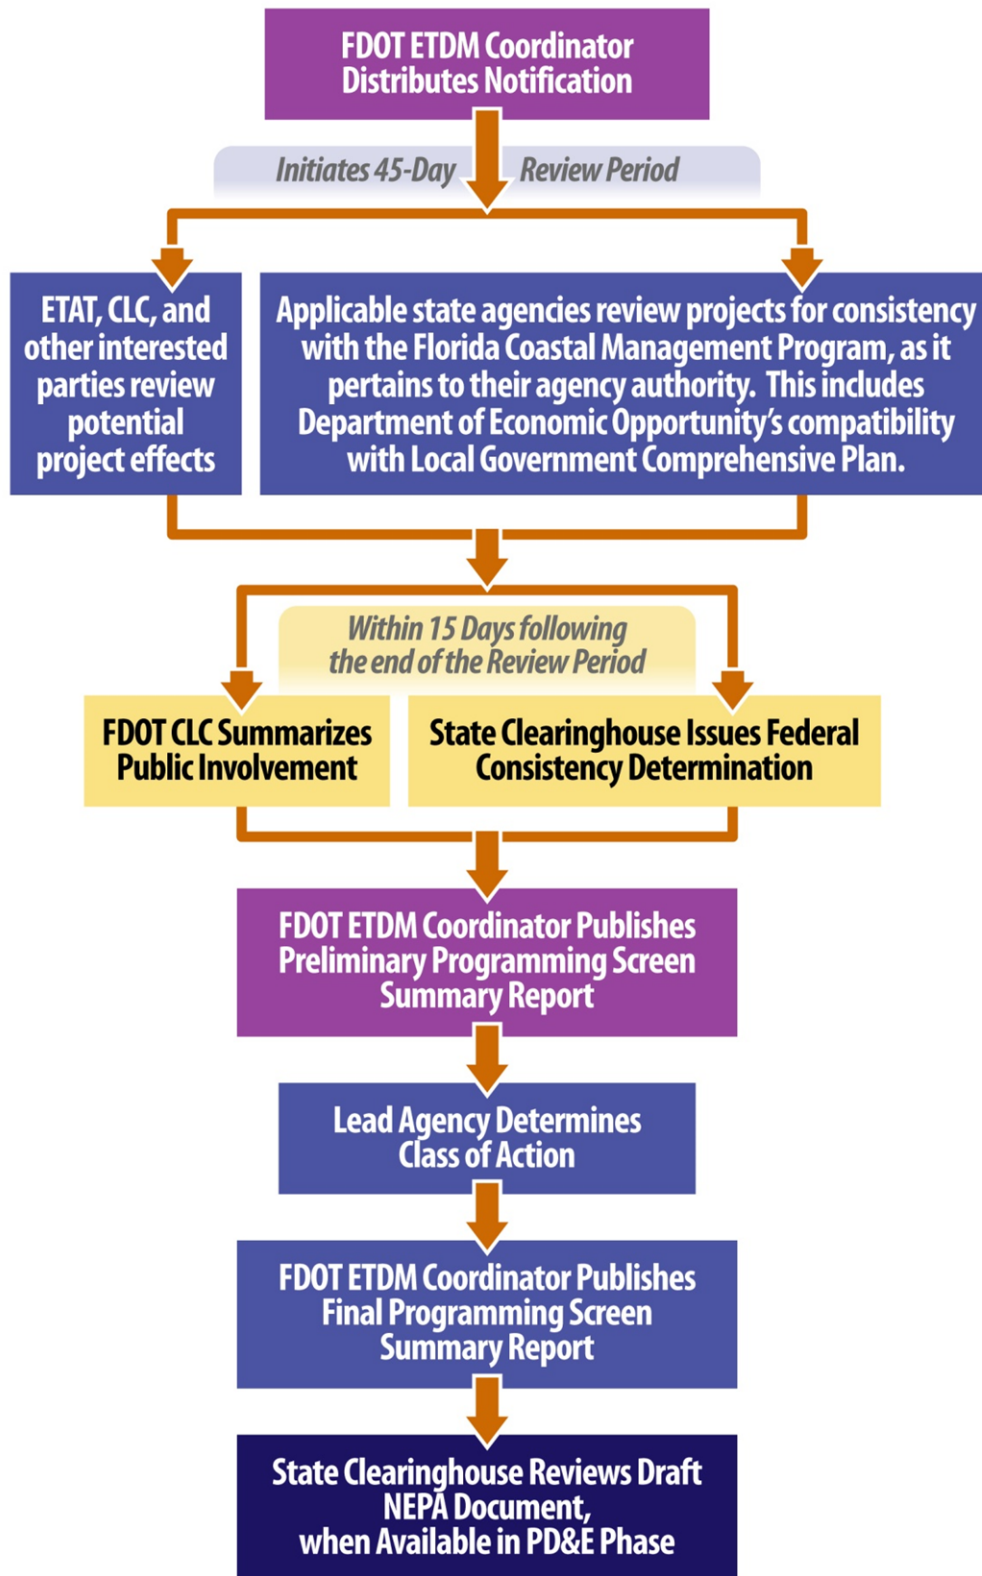 FDOT ETDM Coordinator
Distributes Notification
Initiates 45-Day Review Period
ETAT, CLC, and
other interested
parties review
potential
project effects
Applicable state agencies review projects for consistency
with the Florida Coastal Management Program, as it
pertains to their agency authority. This includes
Department of Economic Opportunity's compatibility
with Local Government Comprehensive Plan.
Within 15 Days following
the end of the Review Period
FDOT CLC Summarizes
Public Involvement
State Clearinghouse Issues Federal
Consistency Determination
FDOT ETDM Coordinator Publishes
Preliminary Programming Screen
Summary Report
Lead Agency Determines
Class of Action
FDOT ETDM Coordinator Publishes
Final Programming Screen
Summary Report
State Clearinghouse Reviews Draft
NEPA Document,
when Available in PD&E Phase